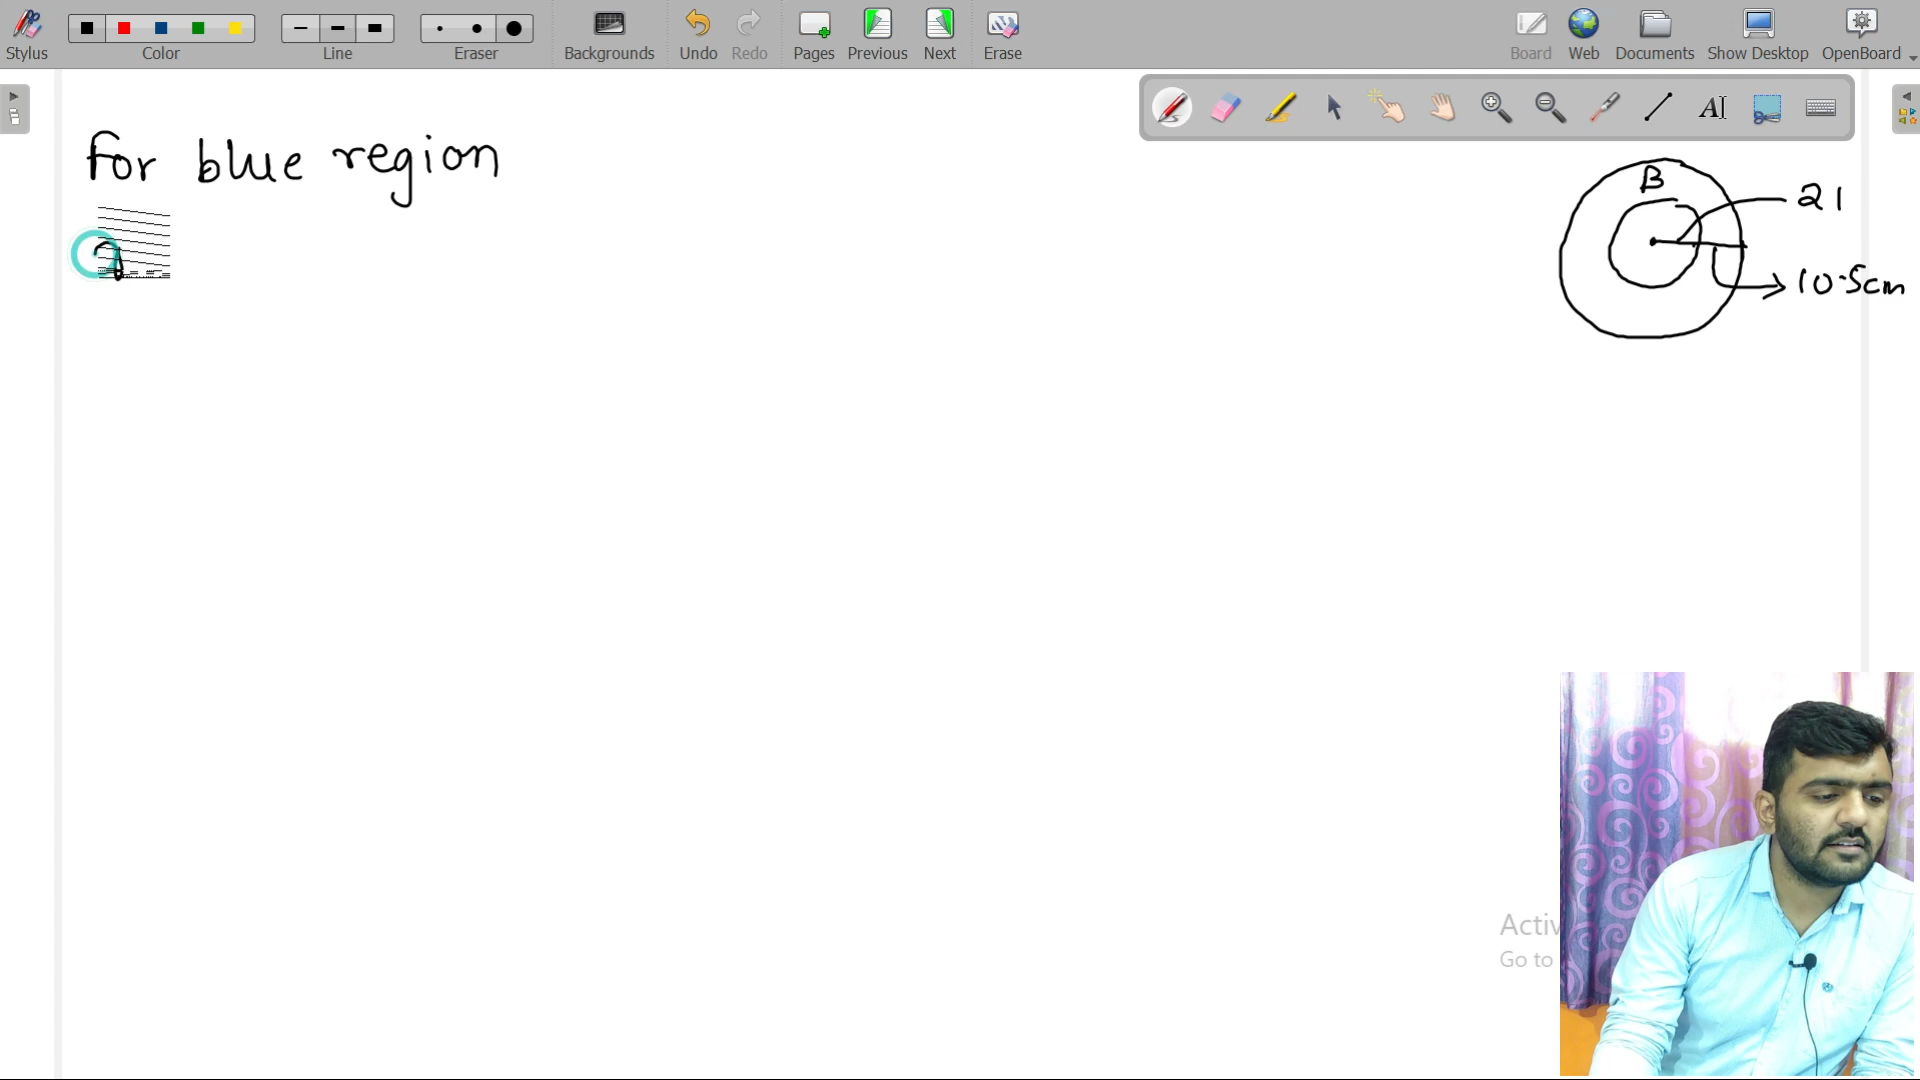 Stylus
Color
Line
Eraser
Backgrounds
Undo
Redo
Pages
Previous
Next
Erase
Board
Web
Documents
Show Desktop
OpenBoard
for blue region
B
21
10.5cm
Activ
Go to